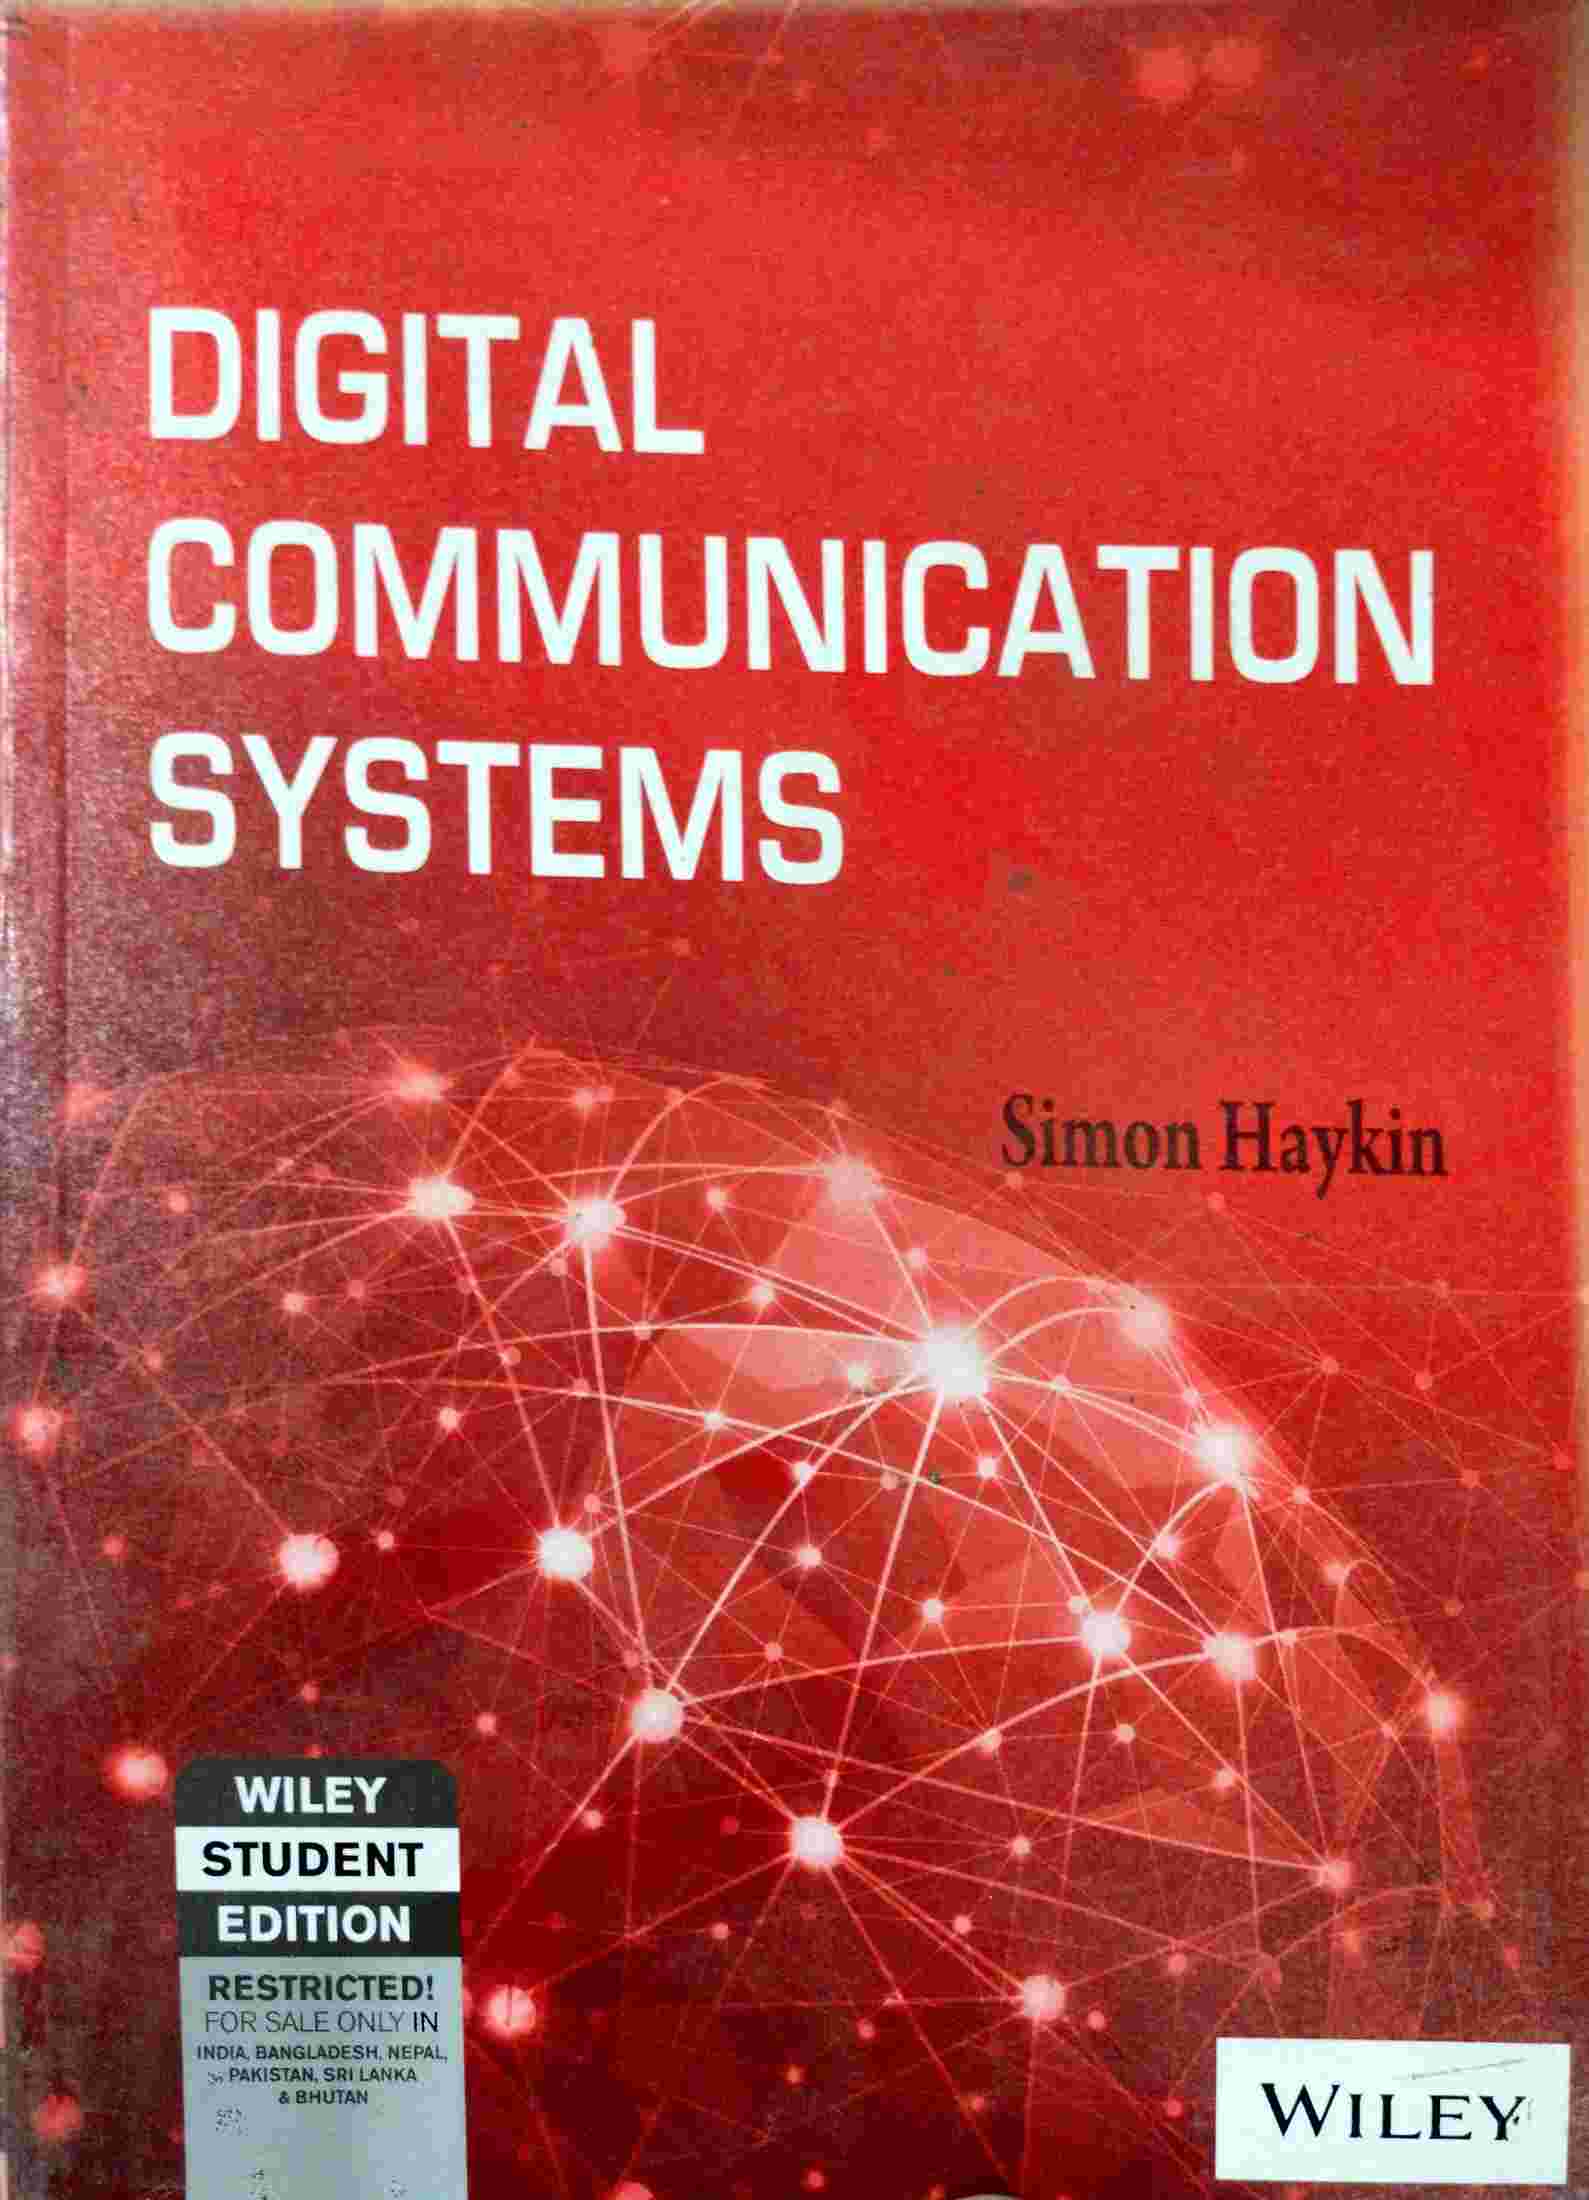 DIGITAL
COMMUNICATION
SYSTEMS
Simon Haykin
WILEY
STUDENT
EDITION
RESTRICTED!
FOR SALE ONLY IN
INDIA, BANGLADESH, NEPAL,
PAKISTAN, SRI LANKA
& BHUTAN
WILEY